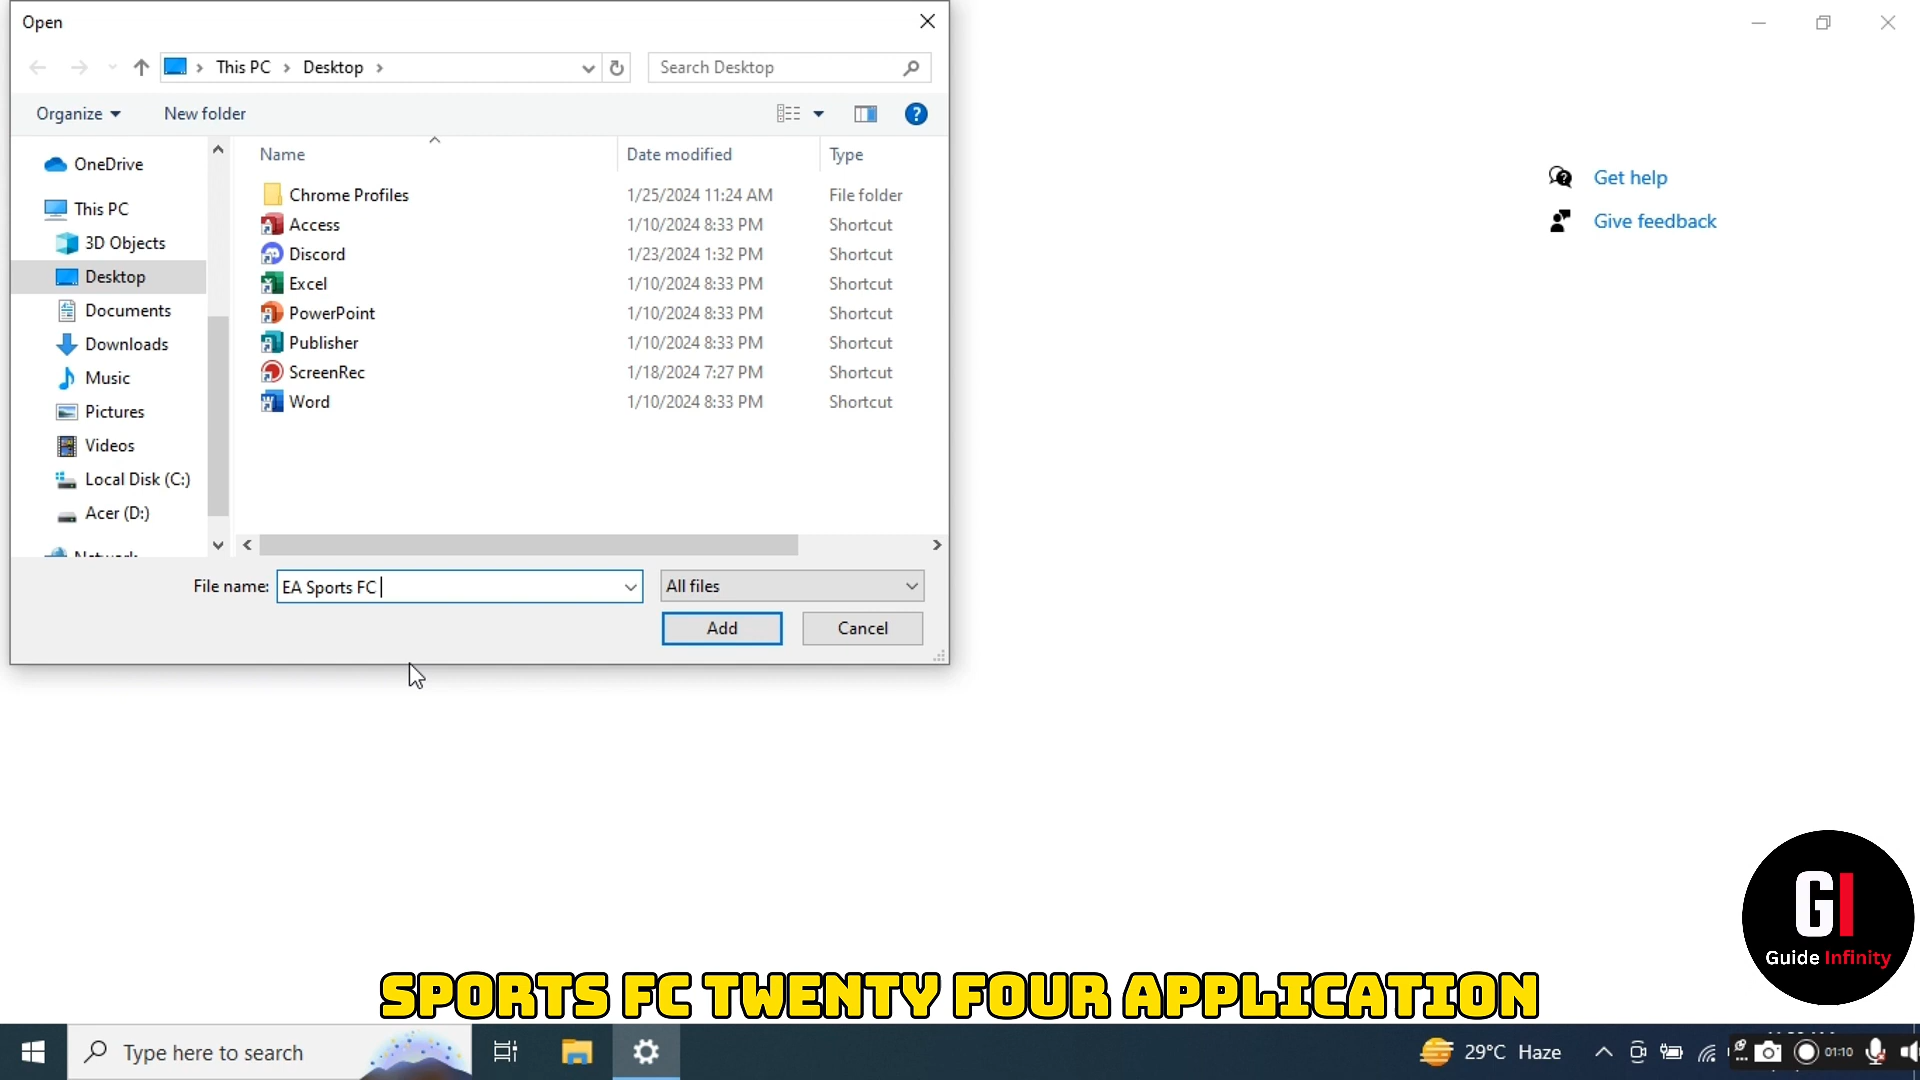 Open
This PC > Desktop >
Search Desktop
Organize
New folder
Name
Date modified
Type
OneDrive
This PC
3D Objects
Desktop
Documents
Downloads
Music
Pictures
Videos
Local Disk (C:)
Acer (D:)
Network
Chrome Profiles 1/25/2024 11:24 AM File folder
Access 1/10/2024 8:33 PM Shortcut
Discord 1/23/2024 1:32 PM Shortcut
Excel 1/10/2024 8:33 PM Shortcut
PowerPoint 1/10/2024 8:33 PM Shortcut
Publisher 1/10/2024 8:33 PM Shortcut
ScreenRec 1/18/2024 7:27 PM Shortcut
Word 1/10/2024 8:33 PM Shortcut
File name: EA Sports FC
All files
Add
Cancel
Get help
Give feedback
GI
Guide Infinity
SPORTS FC TWENTY FOUR APPLICATION
Type here to search
29°C Haze
01:10